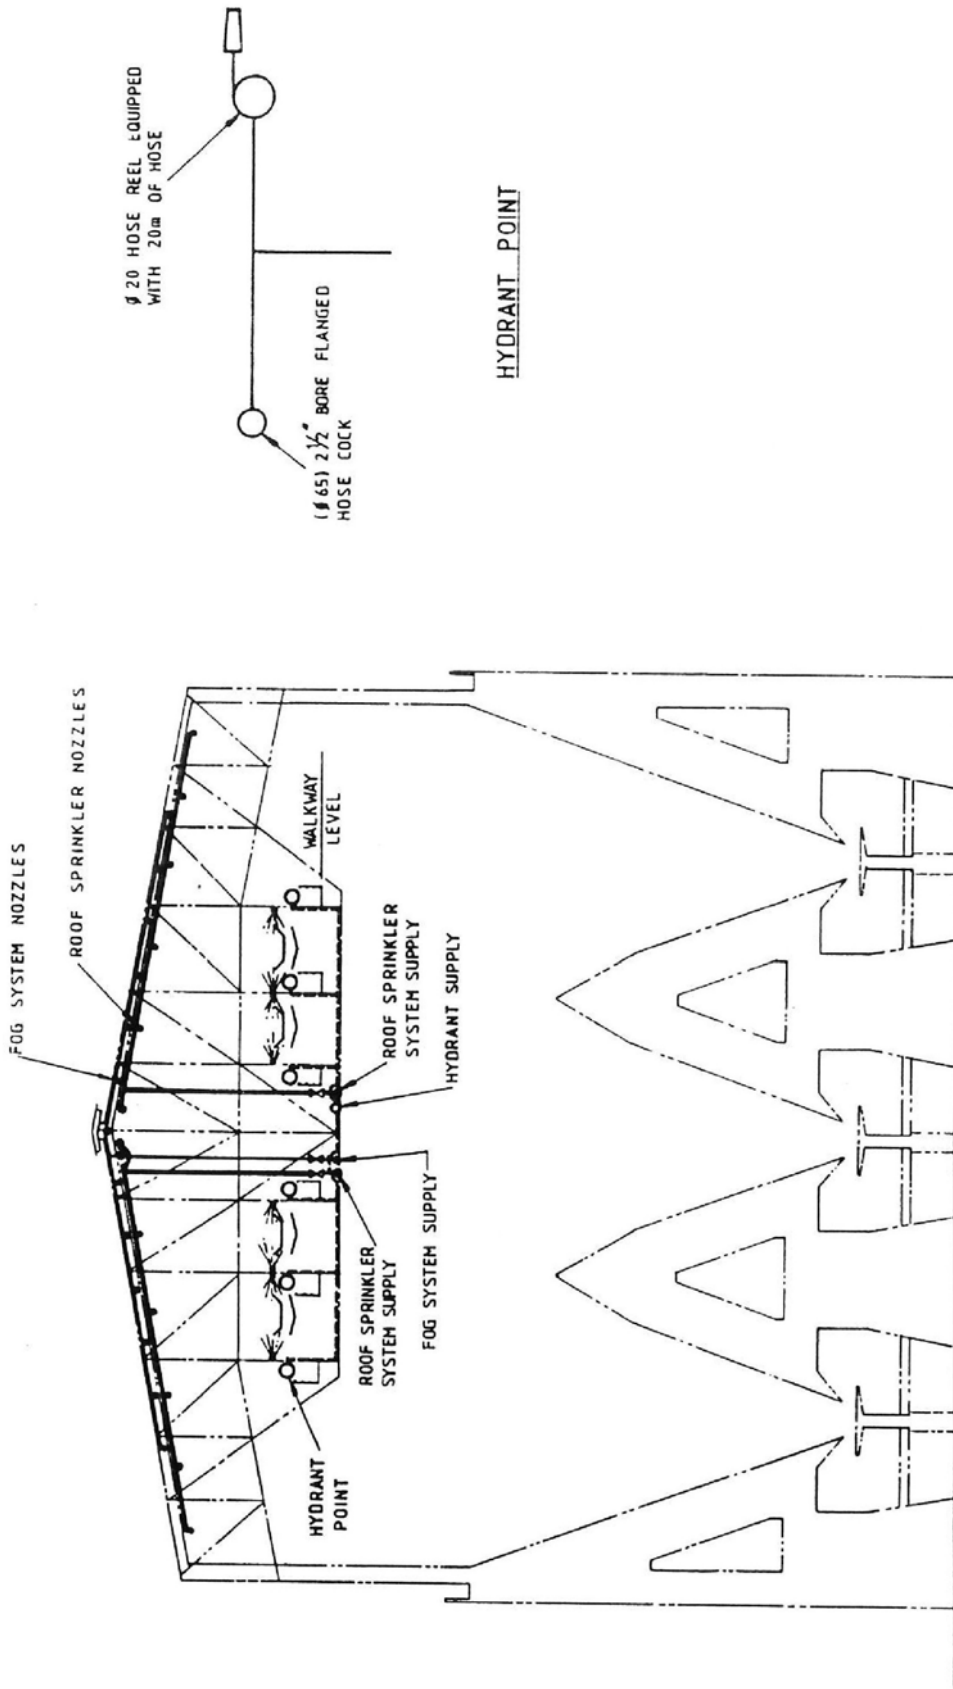 FOG SYSTEM NOZZLES
ROOF SPRINKLER NOZZLES
WALKWAY
LEVEL
ROOF SPRINKLER
SYSTEM SUPPLY
HYDRANT SUPPLY
FOG SYSTEM SUPPLY
ROOF SPRINKLER
SYSTEM SUPPLY
HYDRANT
POINT
Ø 20 HOSE REEL EQUIPPED
WITH 20m OF HOSE
(Ø65) 2½" BORE FLANGED
HOSE COCK
HYDRANT POINT